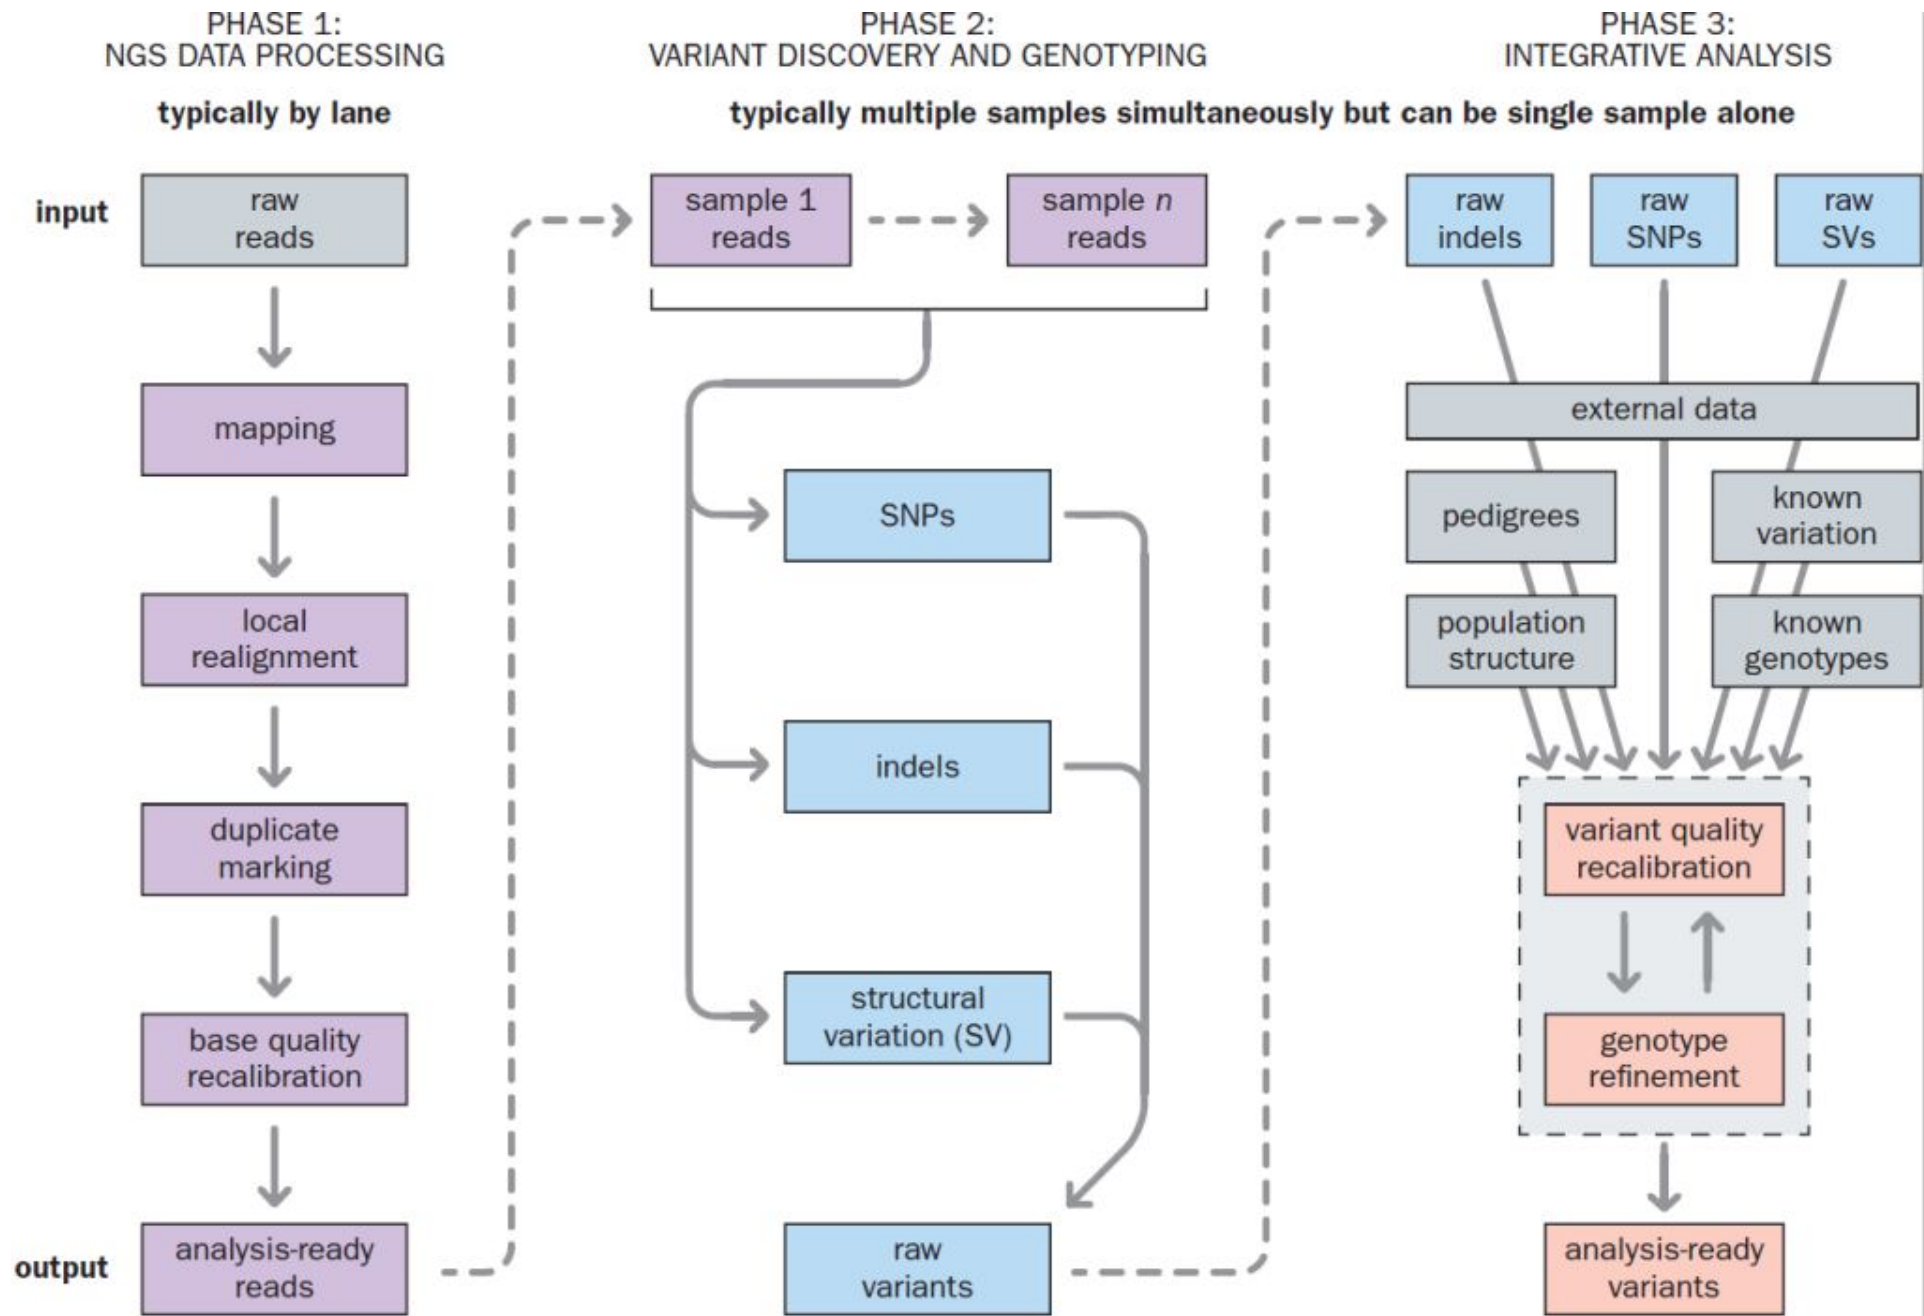 PHASE 1:
NGS DATA PROCESSING
typically by lane
input
raw
reads
mapping
local
realignment
duplicate
marking
base quality
recalibration
output
analysis-ready
reads
PHASE 2:
VARIANT DISCOVERY AND GENOTYPING
typically multiple samples simultaneously but can be single sample alone
sample 1
reads
sample n
reads
SNPs
indels
structural
variation (SV)
raw
variants
PHASE 3:
INTEGRATIVE ANALYSIS
raw
indels
raw
SNPs
raw
SVs
external data
pedigrees
known
variation
population
structure
known
genotypes
variant quality
recalibration
genotype
refinement
analysis-ready
variants